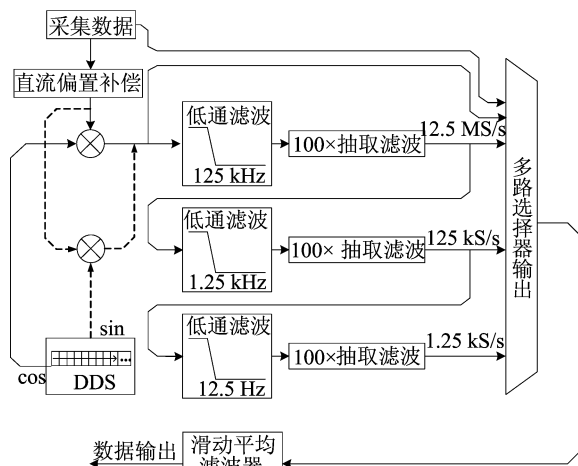 采集数据
直流偏置补偿
低通滤波
125 kHz
100×抽取滤波
12.5 MS/s
低通滤波
1.25 kHz
100× 抽取滤波
125 kS/s
低通滤波
12.5 Hz
100×抽取滤波
1.25 kS/s
多路选择器输出
sin
cos
DDS
数据输出
滑动平均
滤波器